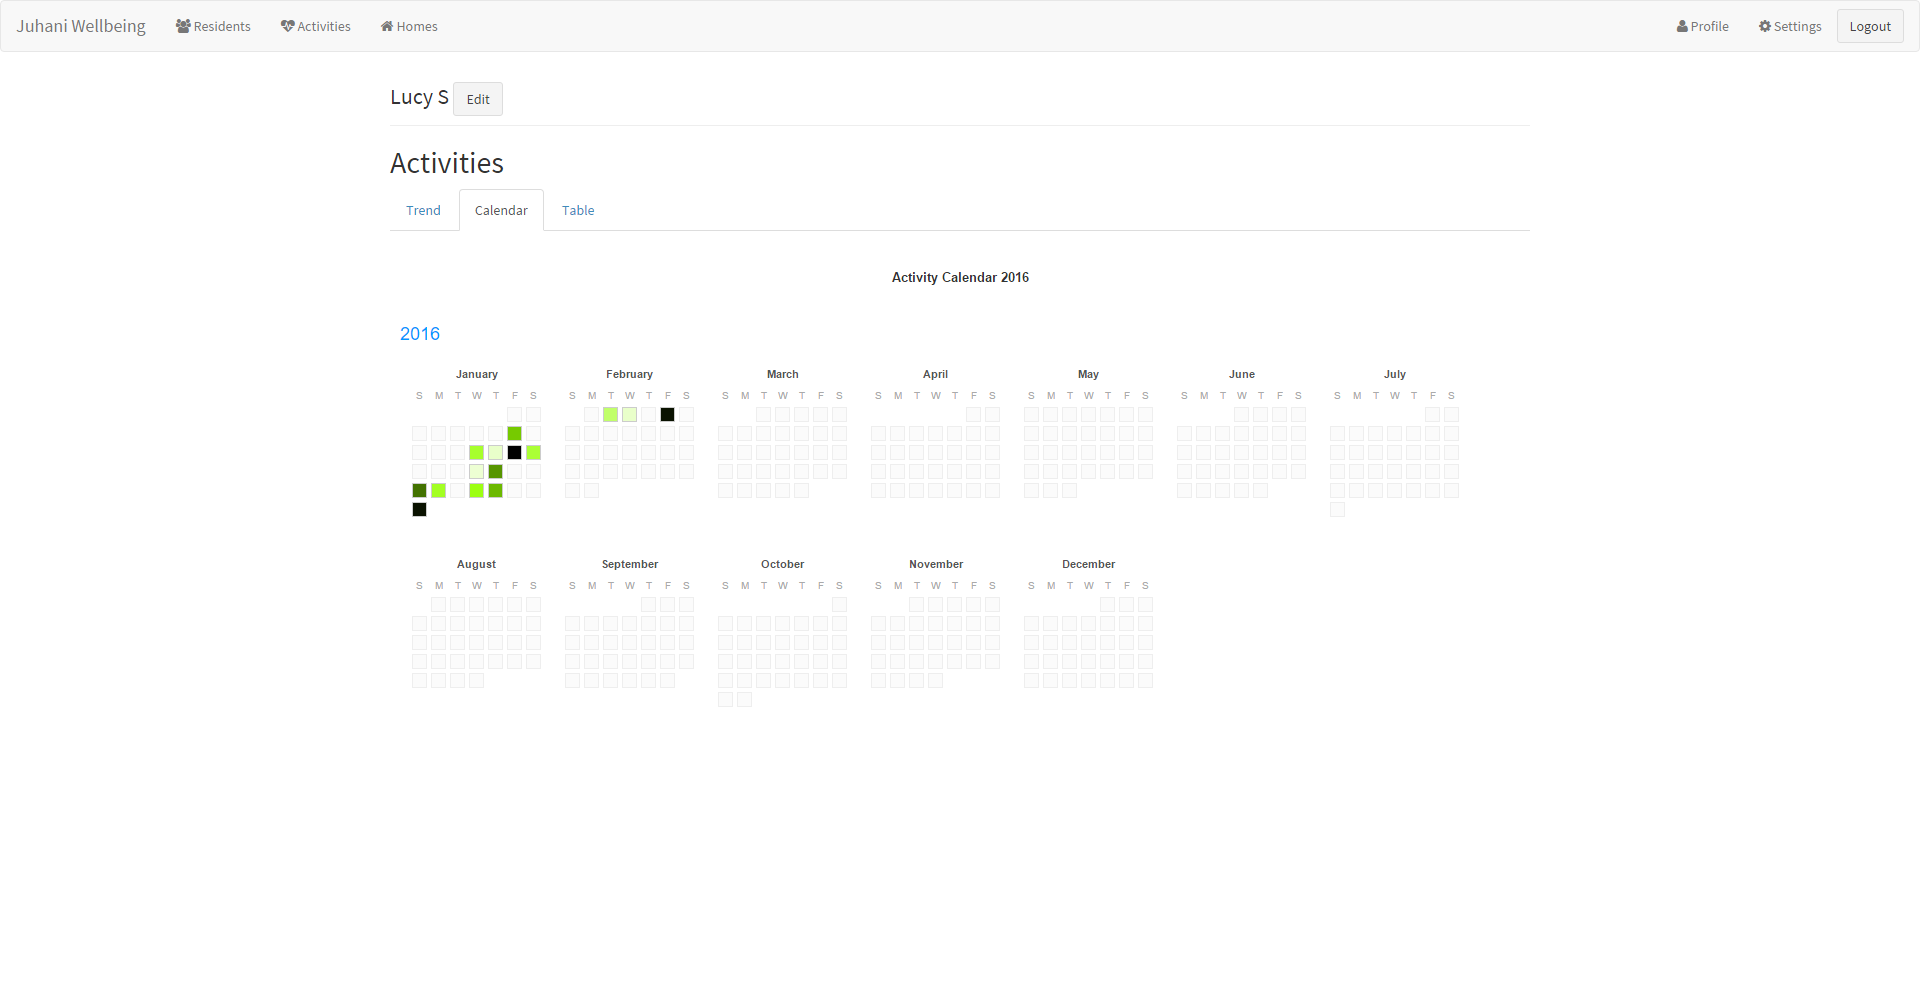 Juhani Wellbeing Residents Activities Homes Profile Settings Logout
Lucy S Edit
Activities
Trend Calendar Table
Activity Calendar 2016
2016
January February March April May June July
S M T W T F S S M T W T F S S M T W T F S S M T W T F S S M T W T F S S M T W T F S S M T W T F S
August September October November December
S M T W T F S S M T W T F S S M T W T F S S M T W T F S S M T W T F S